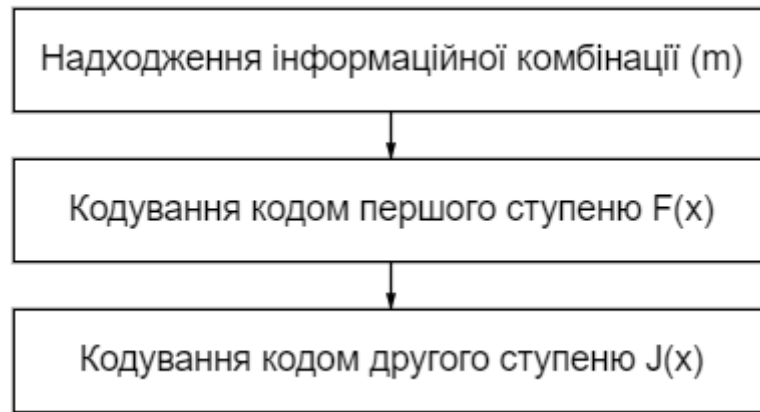 Надходження інформаційної комбінації (m)
Кодування кодом першого ступеню F(x)
Кодування кодом другого ступеню J(x)